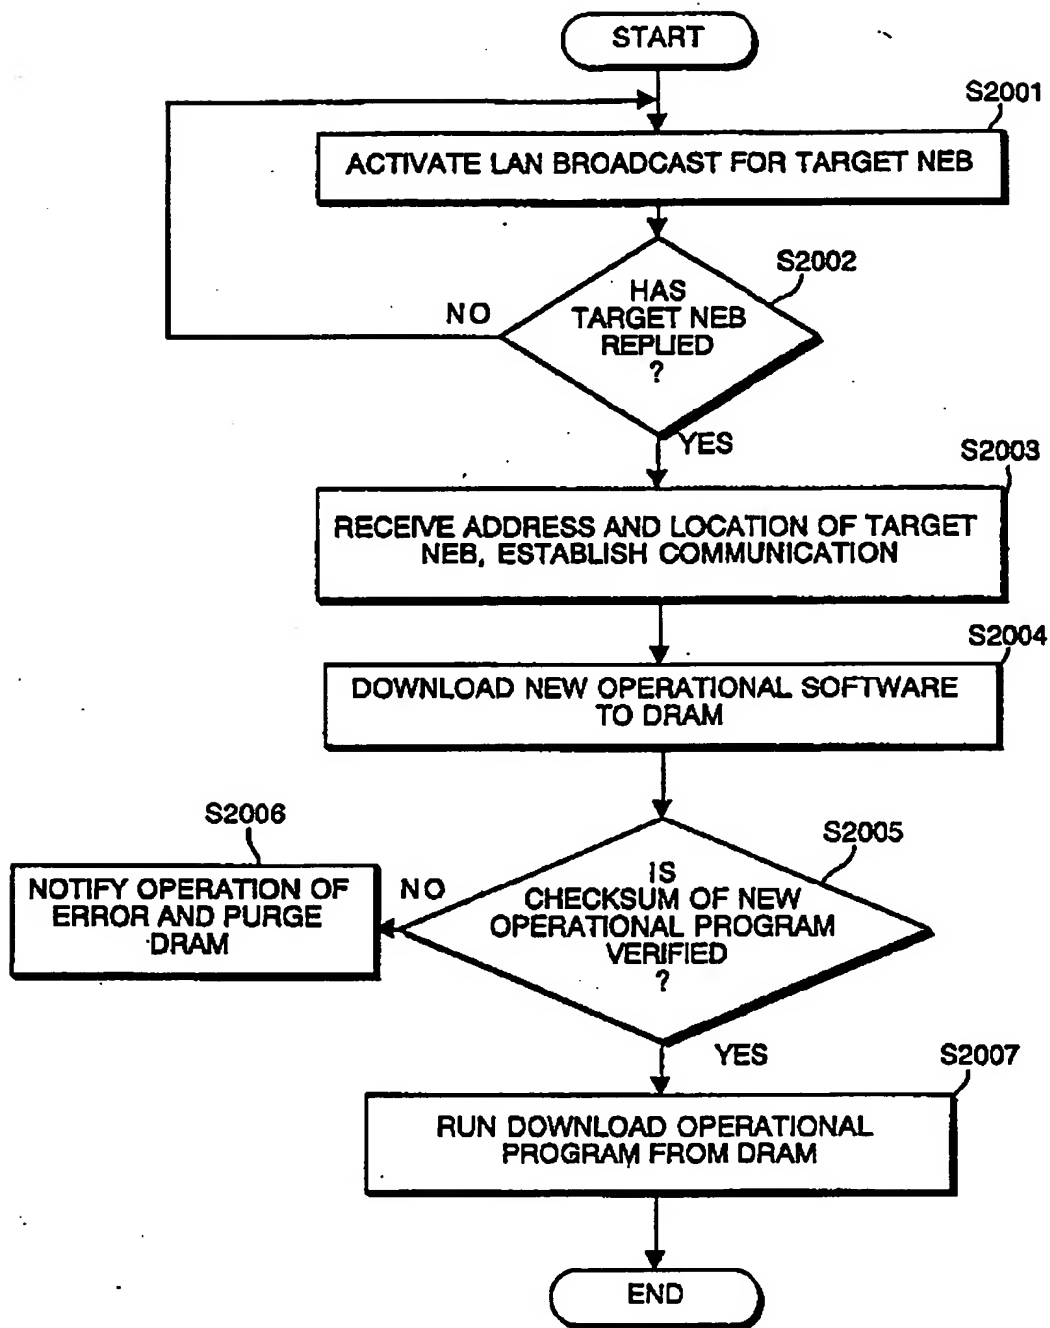 START
S2001
ACTIVATE LAN BROADCAST FOR TARGET NEB
S2002
HAS
TARGET NEB
REPLIED
?
NO
YES
S2003
RECEIVE ADDRESS AND LOCATION OF TARGET
NEB, ESTABLISH COMMUNICATION
S2004
DOWNLOAD NEW OPERATIONAL SOFTWARE
TO DRAM
S2005
IS
CHECKSUM OF NEW
OPERATIONAL PROGRAM
VERIFIED
?
NO
S2006
NOTIFY OPERATION OF
ERROR AND PURGE
DRAM
YES
S2007
RUN DOWNLOAD OPERATIONAL
PROGRAM FROM DRAM
END